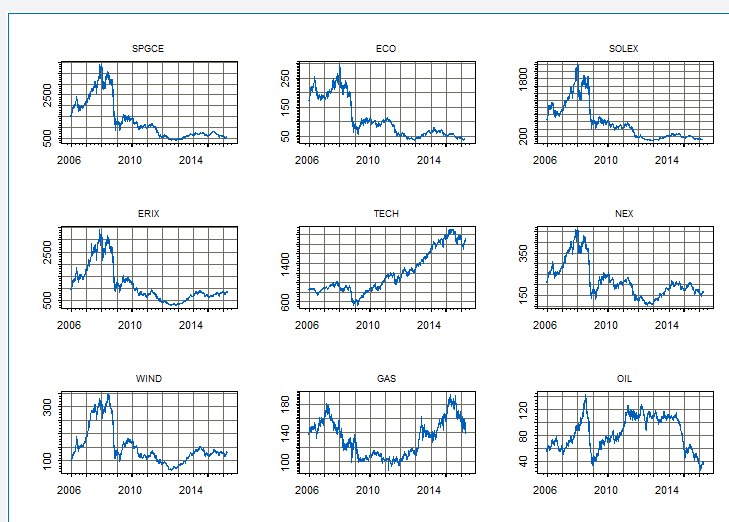 SPGCE ECO SOLEX
2500 500 250 150 50 1800 200
2006 2010 2014 2006 2010 2014 2006 2010 2014
ERIX TECH NEX
2500 500 1400 600 350 150
2006 2010 2014 2006 2010 2014 2006 2010 2014
WIND GAS OIL
300 100 180 140 100 120 80 40
2006 2010 2014 2006 2010 2014 2006 2010 2014